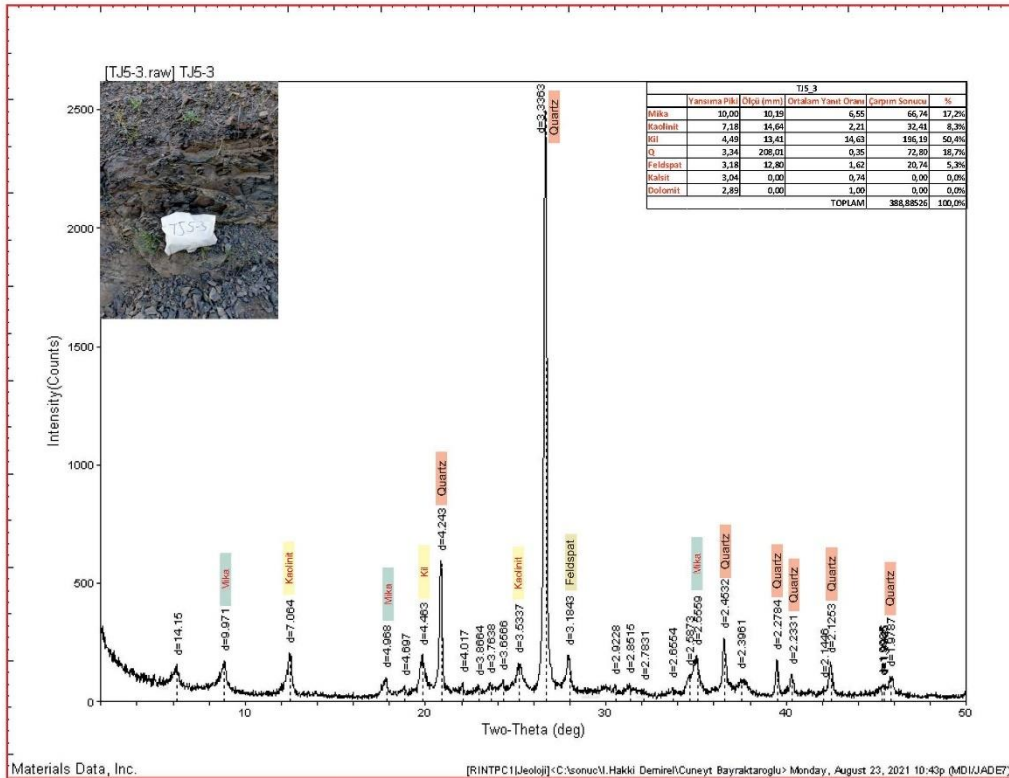 [TJ5-3.raw] TJ5-3
TJ5-3
TJ5_3
Yansıma Piki Ölçü (mm) Ortalam Yanıt Oranı Çarpım Sonucu %
Mika 10,00 10,19 6,55 66,74 17,2%
Kaolinit 7,18 14,64 2,21 32,41 8,3%
Kil 4,49 13,41 14,63 196,19 50,4%
Q 3,34 208,01 0,35 72,80 18,7%
Feldspat 3,18 12,80 1,62 20,74 5,3%
Kalsit 3,04 0,00 0,74 0,00 0,0%
Dolomit 2,89 0,00 1,00 0,00 0,0%
TOPLAM 388,88526 100,0%
Intensity(Counts)
2500
2000
1500
1000
500
0
d=14.15
Mika
d=9.971
Kaolinit
d=7.064
Mika
d=4.968
d=4.697
Kil
d=4.463
Quartz
d=4.243
d=4.017
d=3.8664
d=3.7638
d=3.6566
Kaolinit
d=3.5337
d=3.3363
Quartz
Feldspat
d=3.1843
d=2.9228
d=2.8515
d=2.7831
d=2.6554
d=2.5873
Mika
d=2.5559
Quartz
d=2.4532
d=2.3961
Quartz
d=2.2784
Quartz
d=2.2331
d=2.1446
Quartz
d=2.1253
Quartz
d=1.9787
10
20
30
40
50
Two-Theta (deg)
Materials Data, Inc.
[RINTPC1|Jeoloji]<C:\sonuc\I.Hakki Demirel\Cuneyt Bayraktaroglu> Monday, August 23, 2021 10:43p (MDI/JADE7)